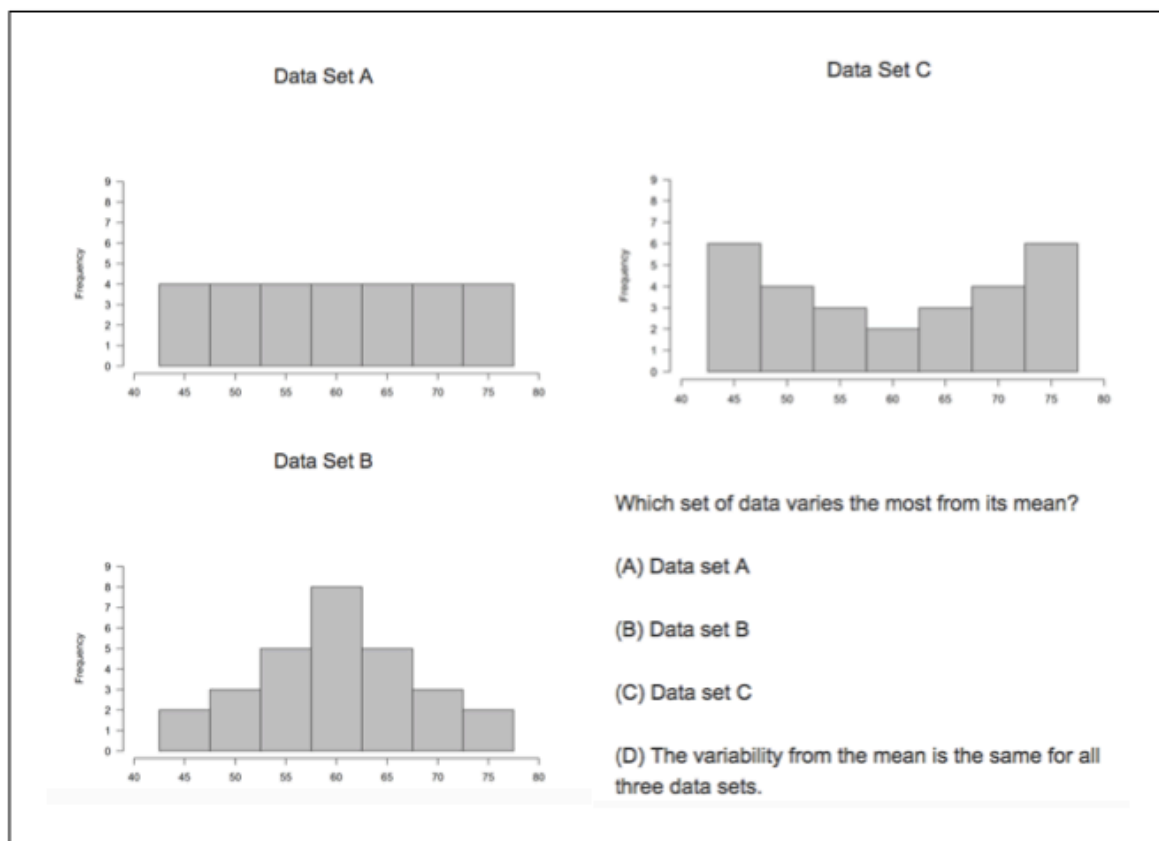 Data Set A
9
8
7
6
5
4
3
2
1
0
Frequency
40 45 50 55 60 65 70 75 80
Data Set B
9
8
7
6
5
4
3
2
1
0
Frequency
40 45 50 55 60 65 70 75 80
Data Set C
9
8
7
6
5
4
3
2
1
0
Frequency
40 45 50 55 60 65 70 75 80
Which set of data varies the most from its mean?
(A) Data set A
(B) Data set B
(C) Data set C
(D) The variability from the mean is the same for all
three data sets.